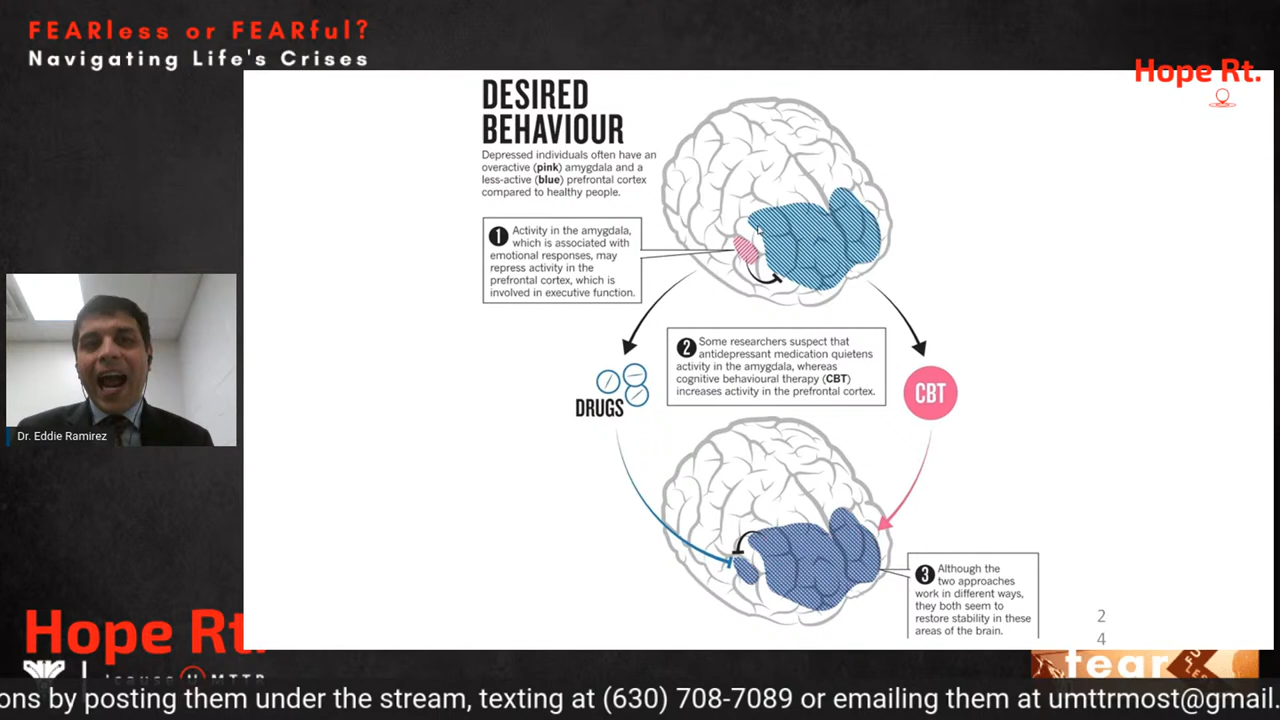 FEARless or FEARful?
Navigating Life's Crises
Hope Rt.
DESIRED
BEHAVIOUR
Depressed individuals often have an
overactive (pink) amygdala and a
less-active (blue) prefrontal cortex
compared to healthy people.
1 Activity in the amygdala,
which is associated with
emotional responses, may
repress activity in the
prefrontal cortex, which is
involved in executive function.
2 Some researchers suspect that
antidepressant medication quietens
activity in the amygdala, whereas
cognitive behavioural therapy (CBT)
increases activity in the prefrontal cortex.
DRUGS
CBT
Dr. Eddie Ramirez
3 Although the
two approaches
work in different ways,
they both seem to
restore stability in these
areas of the brain.
2
4
Hope Rt.
fear
ons by posting them under the stream, texting at (630) 708-7089 or emailing them at umttrmost@gmail.